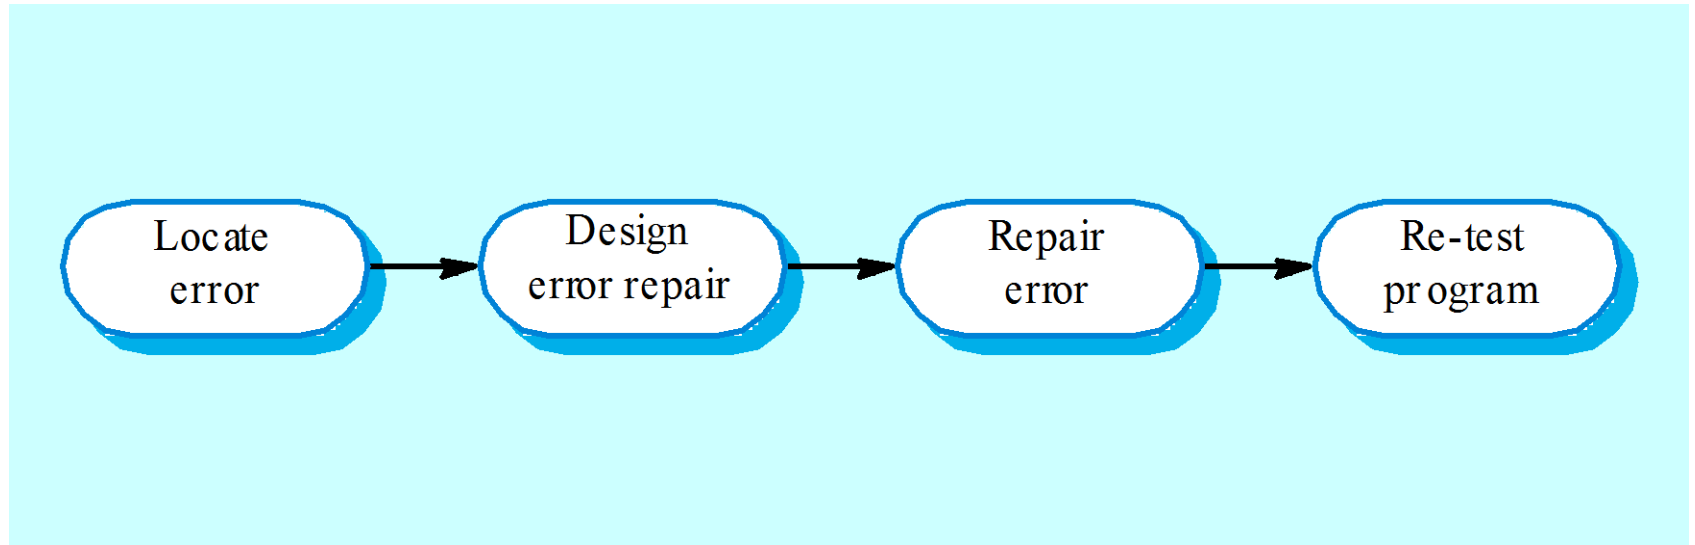 Locate
error
Design
error repair
Repair
error
Re-test
program